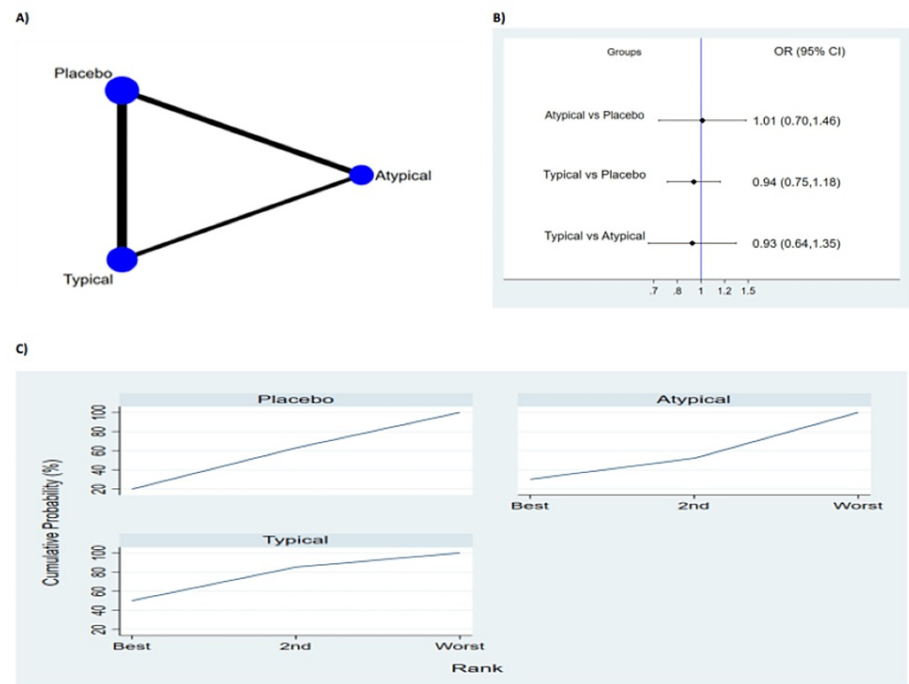 A)
Placebo
Atypical
Typical
B)
Groups OR (95% CI)
Atypical vs Placebo 1.01 (0.70,1.46)
Typical vs Placebo 0.94 (0.75,1.18)
Typical vs Atypical 0.93 (0.64,1.35)
.7 .8 1 1.2 1.5
C)
Cumulative Probability (%)
Placebo
100
80
60
40
20
Atypical
Best 2nd Worst
Typical
100
80
60
40
20
Best 2nd Worst
Rank